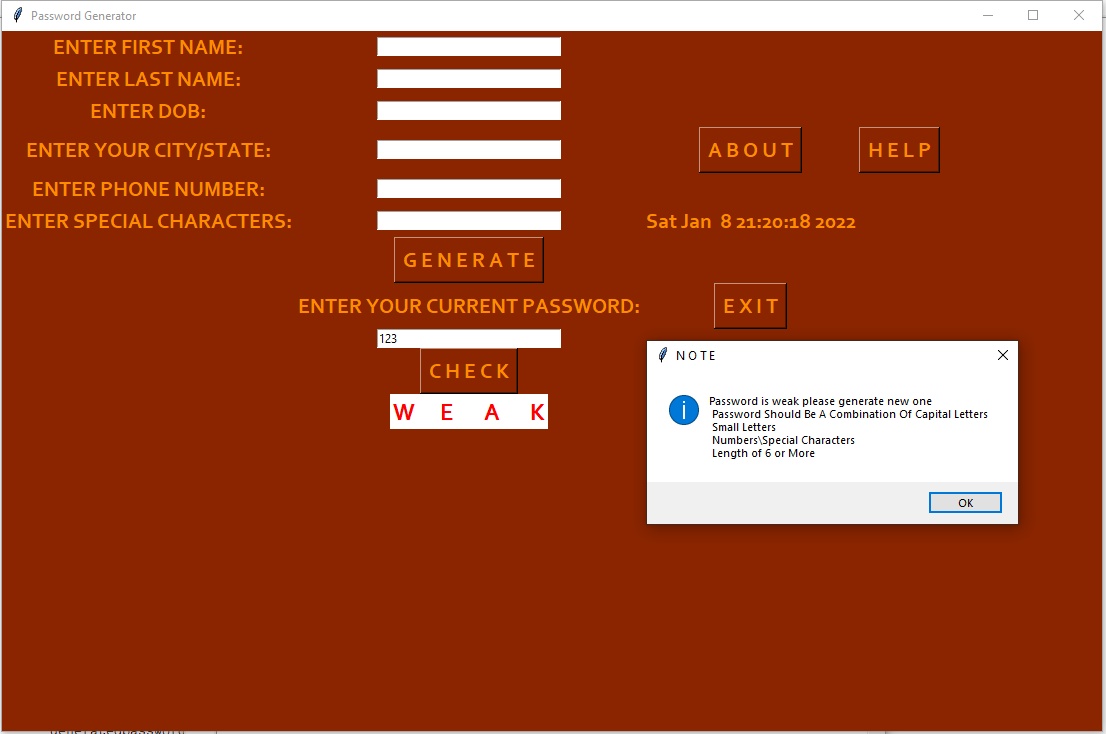 Password Generator
ENTER FIRST NAME:
ENTER LAST NAME:
ENTER DOB:
ENTER YOUR CITY/STATE:
A B O U T
H E L P
ENTER PHONE NUMBER:
ENTER SPECIAL CHARACTERS:
Sat Jan  8 21:20:18 2022
G E N E R A T E
ENTER YOUR CURRENT PASSWORD:
E X I T
123
C H E C K
W E A K
N O T E
Password is weak please generate new one
Password Should Be A Combination Of Capital Letters
Small Letters
Numbers\Special Characters
Length of 6 or More
OK